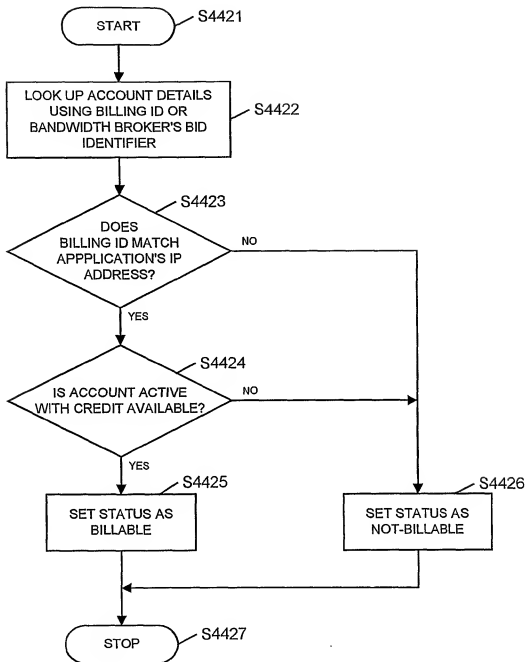 START
S4421
LOOK UP ACCOUNT DETAILS
USING BILLING ID OR
BANDWIDTH BROKER'S BID
IDENTIFIER
S4422
S4423
DOES
BILLING ID MATCH
APPPLICATION'S IP
ADDRESS?
NO
YES
S4424
IS ACCOUNT ACTIVE
WITH CREDIT AVAILABLE?
NO
YES
S4425
SET STATUS AS
BILLABLE
S4426
SET STATUS AS
NOT-BILLABLE
STOP
S4427